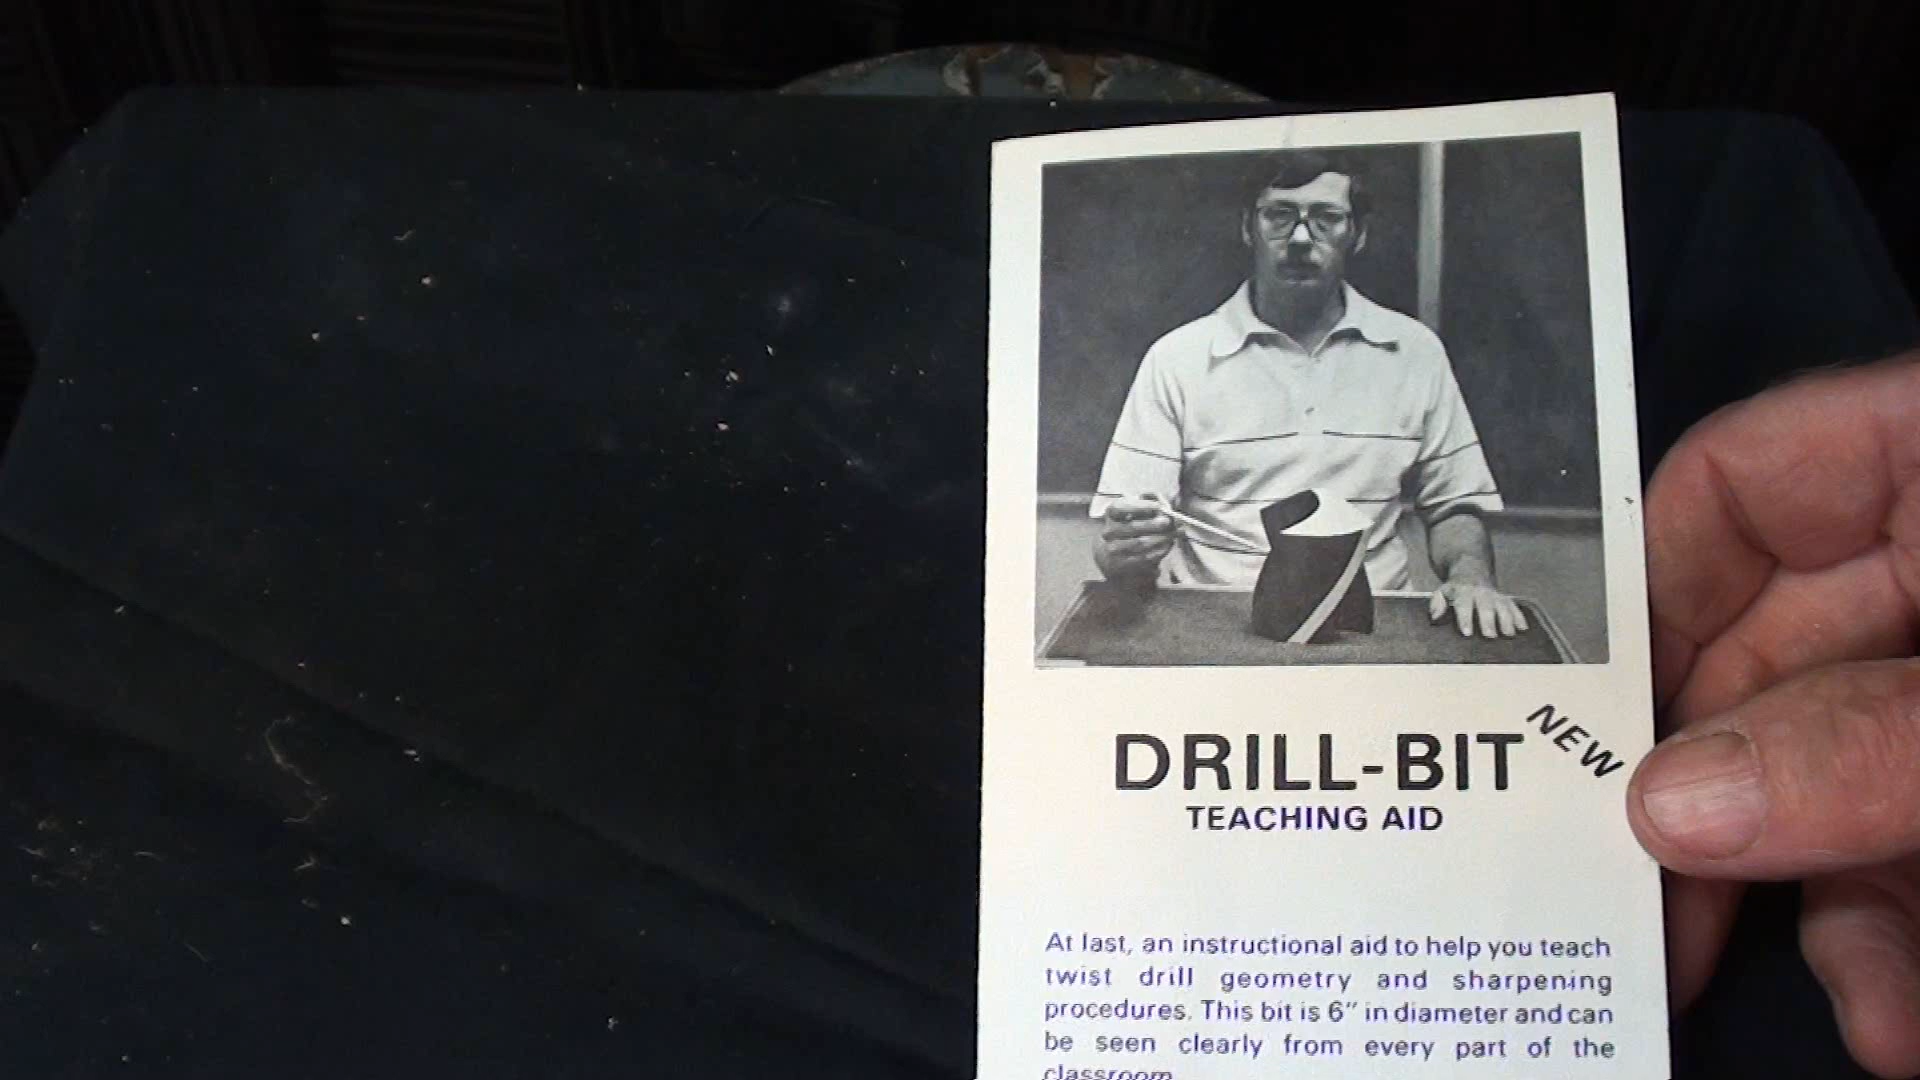 DRILL-BIT NEW
TEACHING AID
At last, an instructional aid to help you teach
twist drill geometry and sharpening
procedures. This bit is 6" in diameter and can
be seen clearly from every part of the
classroom